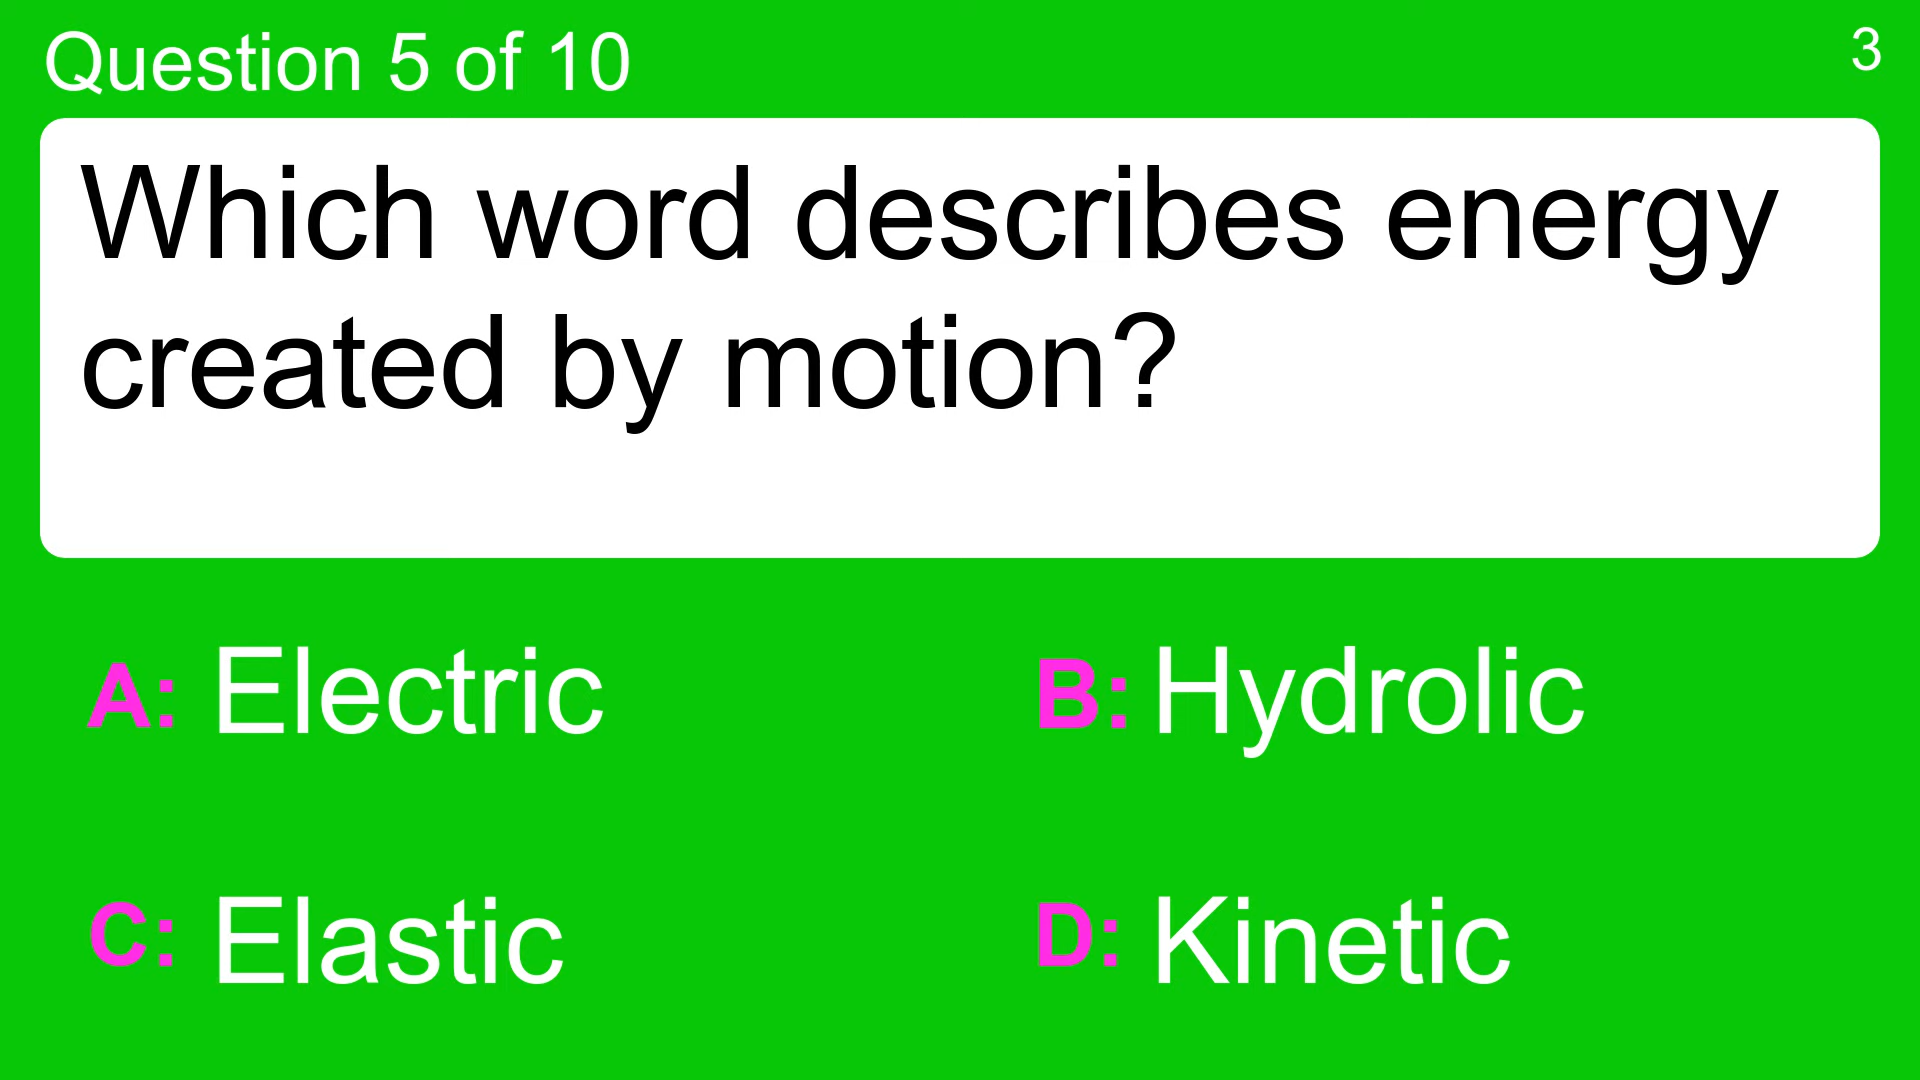 Question 5 of 10
3
Which word describes energy
created by motion?
A: Electric
B: Hydrolic
C: Elastic
D: Kinetic